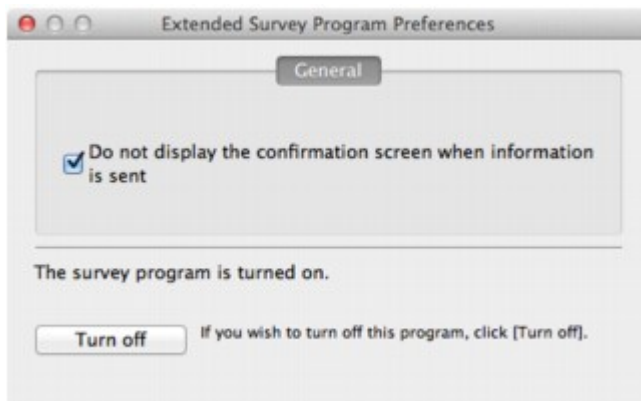 Extended Survey Program Preferences
General
Do not display the confirmation screen when information
is sent
The survey program is turned on.
Turn off
If you wish to turn off this program, click [Turn off].